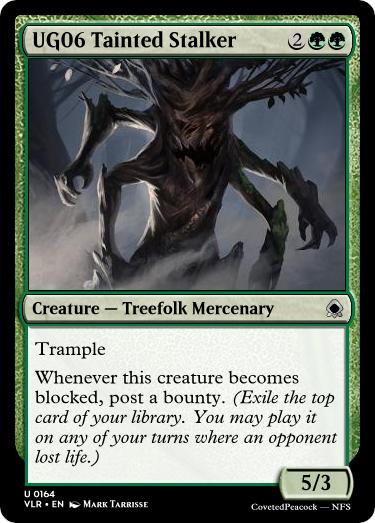 UG06 Tainted Stalker 2
Creature — Treefolk Mercenary
Trample
Whenever this creature becomes
blocked, post a bounty. (Exile the top
card of your library. You may play it
on any of your turns where an opponent
lost life.)
5/3
U 0164
VLR • EN Mark Tarrisse
CovetedPeacock — NFS